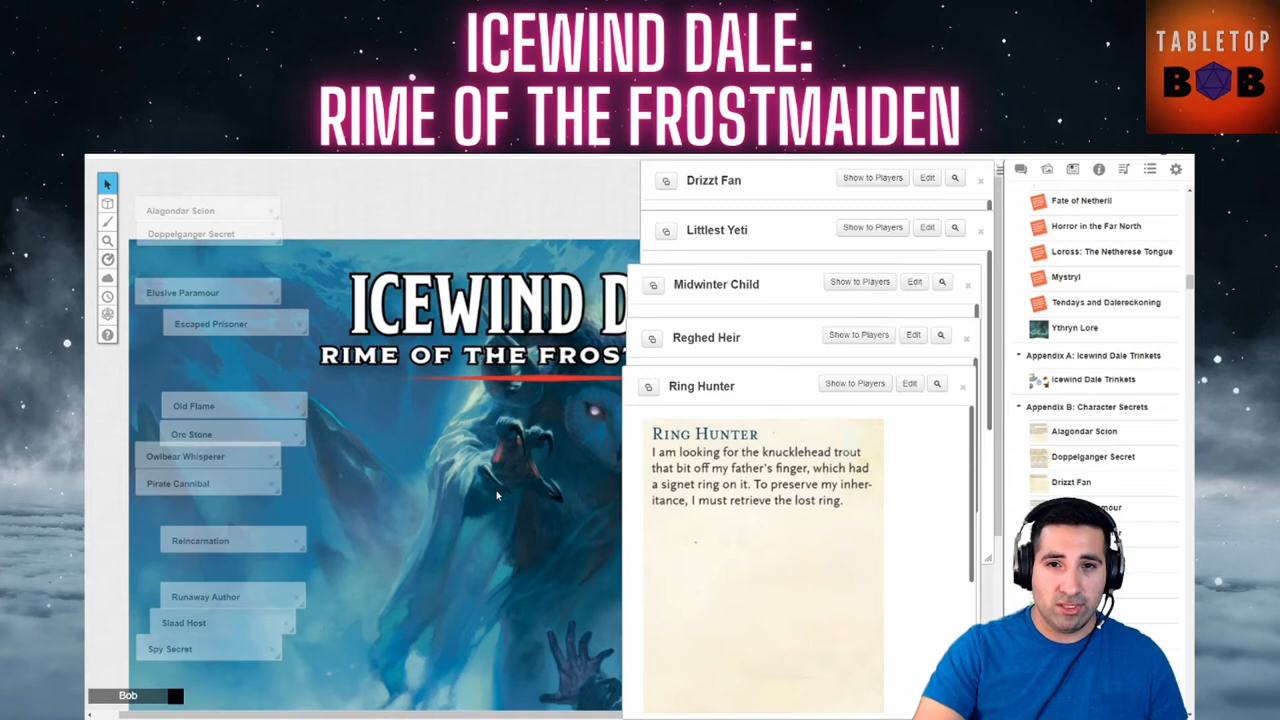 ICEWIND DALE:
RIME OF THE FROSTMAIDEN
TABLETOP
BOB
Alagondar Scion
Doppelganger Secret
Elusive Paramour
Escaped Prisoner
Old Flame
Orc Stone
Owlbear Whisperer
Pirate Cannibal
Reincarnation
Runaway Author
Slaad Host
Spy Secret
Bob
ICEWIND D
RIME OF THE FROST
Drizzt Fan
Show to Players
Edit
Littlest Yeti
Show to Players
Edit
Midwinter Child
Show to Players
Edit
Reghed Heir
Show to Players
Edit
Ring Hunter
Show to Players
Edit
RING HUNTER
I am looking for the knucklehead trout
that bit off my father's finger, which had
a signet ring on it. To preserve my inher-
itance, I must retrieve the lost ring.
Fate of Netheril
Horror in the Far North
Loross: The Netherese Tongue
Mystryl
Tendays and Dalereckoning
Ythryn Lore
Appendix A: Icewind Dale Trinkets
Icewind Dale Trinkets
Appendix B: Character Secrets
Alagondar Scion
Doppelganger Secret
Drizzt Fan